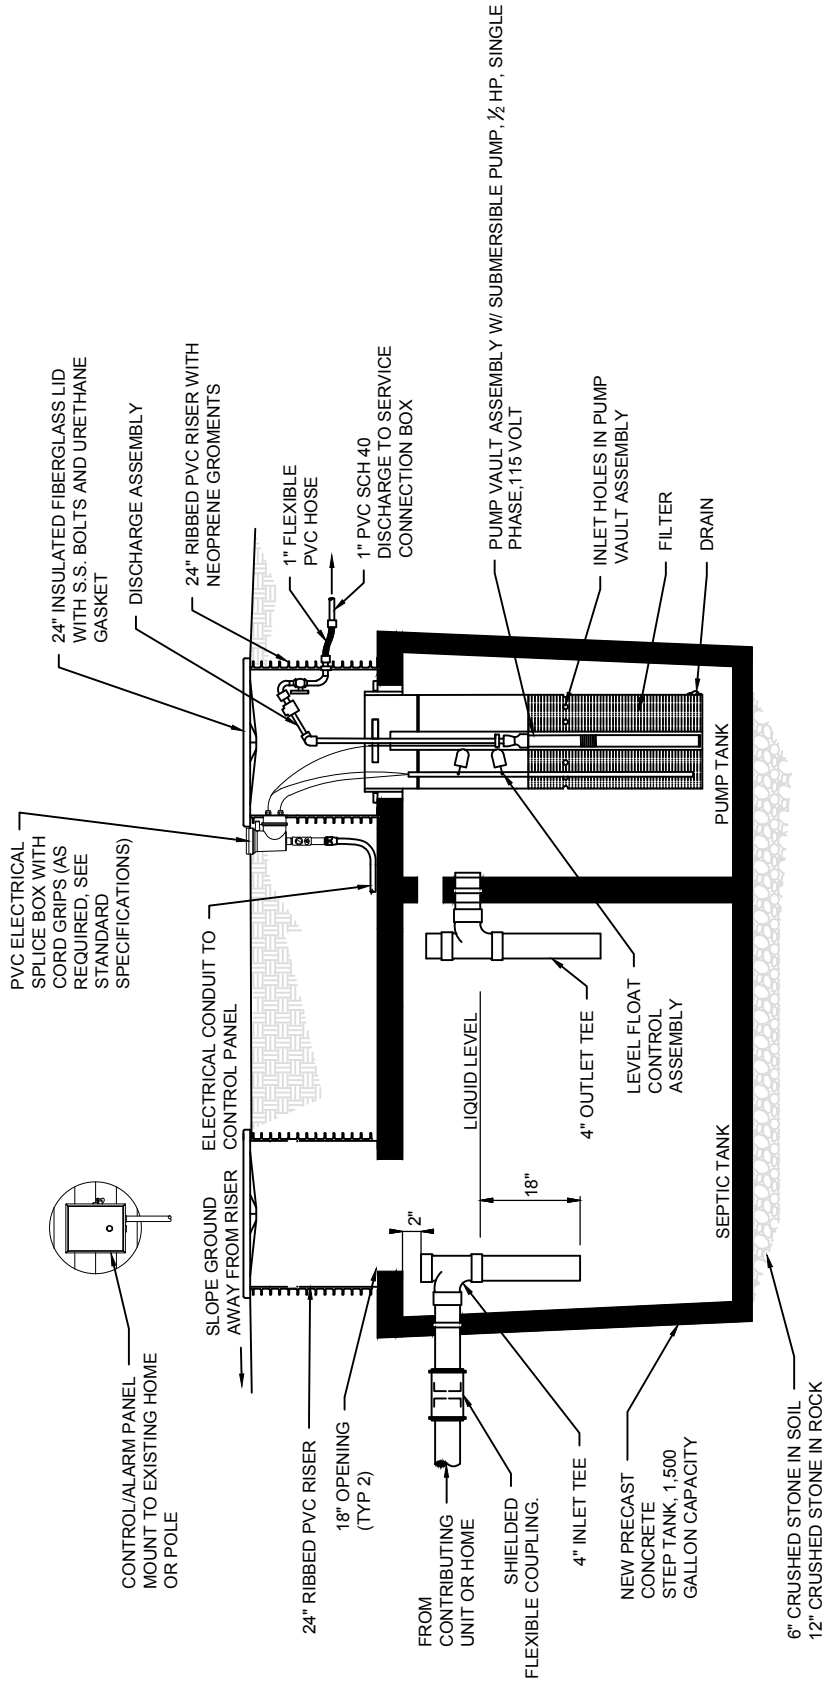 CONTROL/ALARM PANEL
MOUNT TO EXISTING HOME
OR POLE
PVC ELECTRICAL
SPLICE BOX WITH
CORD GRIPS (AS
REQUIRED, SEE
STANDARD
SPECIFICATIONS)
24" INSULATED FIBERGLASS LID
WITH S.S. BOLTS AND URETHANE
GASKET
DISCHARGE ASSEMBLY
24" RIBBED PVC RISER WITH
NEOPRENE GROMENTS
1" FLEXIBLE
PVC HOSE
1" PVC SCH 40
DISCHARGE TO SERVICE
CONNECTION BOX
SLOPE GROUND
AWAY FROM RISER
ELECTRICAL CONDUIT TO
CONTROL PANEL
24" RIBBED PVC RISER
18" OPENING
(TYP 2)
FROM
CONTRIBUTING
UNIT OR HOME
SHIELDED
FLEXIBLE COUPLING.
4" INLET TEE
NEW PRECAST
CONCRETE
STEP TANK, 1,500
GALLON CAPACITY
2"
18"
LIQUID LEVEL
4" OUTLET TEE
LEVEL FLOAT
CONTROL
ASSEMBLY
SEPTIC TANK
PUMP TANK
PUMP VAULT ASSEMBLY W/ SUBMERSIBLE PUMP, ½ HP, SINGLE
PHASE,115 VOLT
INLET HOLES IN PUMP
VAULT ASSEMBLY
FILTER
DRAIN
6" CRUSHED STONE IN SOIL
12" CRUSHED STONE IN ROCK